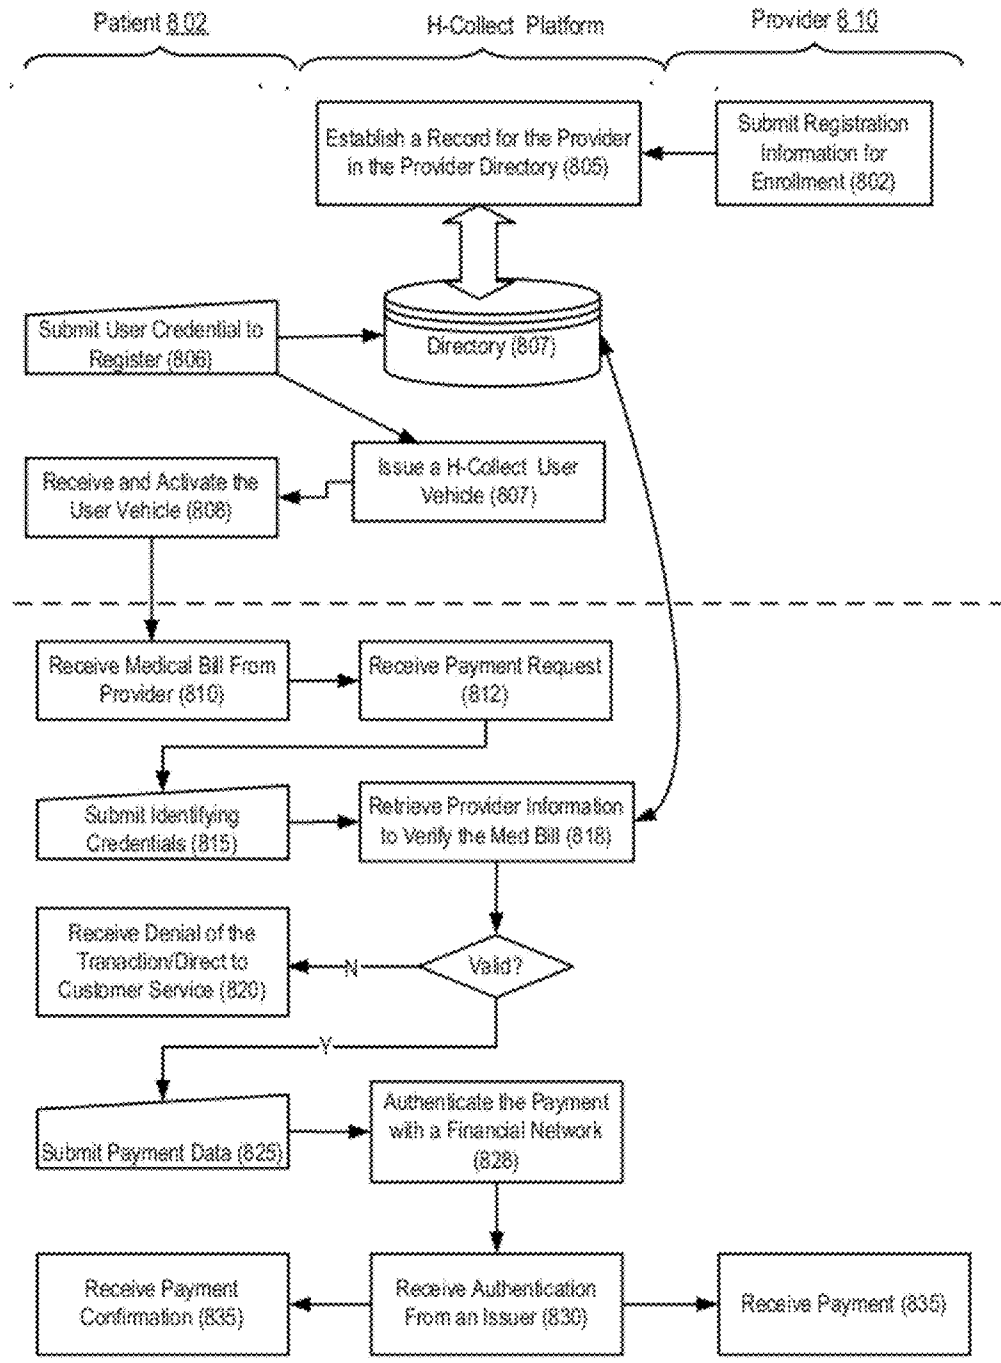 Patient 802
H-Collect Platform
Provider 8 10
Establish a Record for the Provider
in the Provider Directory (805)
Submit Registration
Information for
Enrollment (802)
Submit User Credential to
Register (806)
Directory (807)
Issue a H-Collect User
Vehicle (807)
Receive and Activate the
User Vehicle (808)
Receive Medical Bill From
Provider (810)
Receive Payment Request
(812)
Submit Identifying
Credentials (815)
Retrieve Provider Information
to Verify the Med Bill (818)
Receive Denial of the
Tranaction/Direct to
Customer Service (820)
N
Valid?
Y
Submit Payment Data (825)
Authenticate the Payment
with a Financial Network
(828)
Receive Payment
Confirmation (835)
Receive Authentication
From an Issuer (830)
Receive Payment (835)